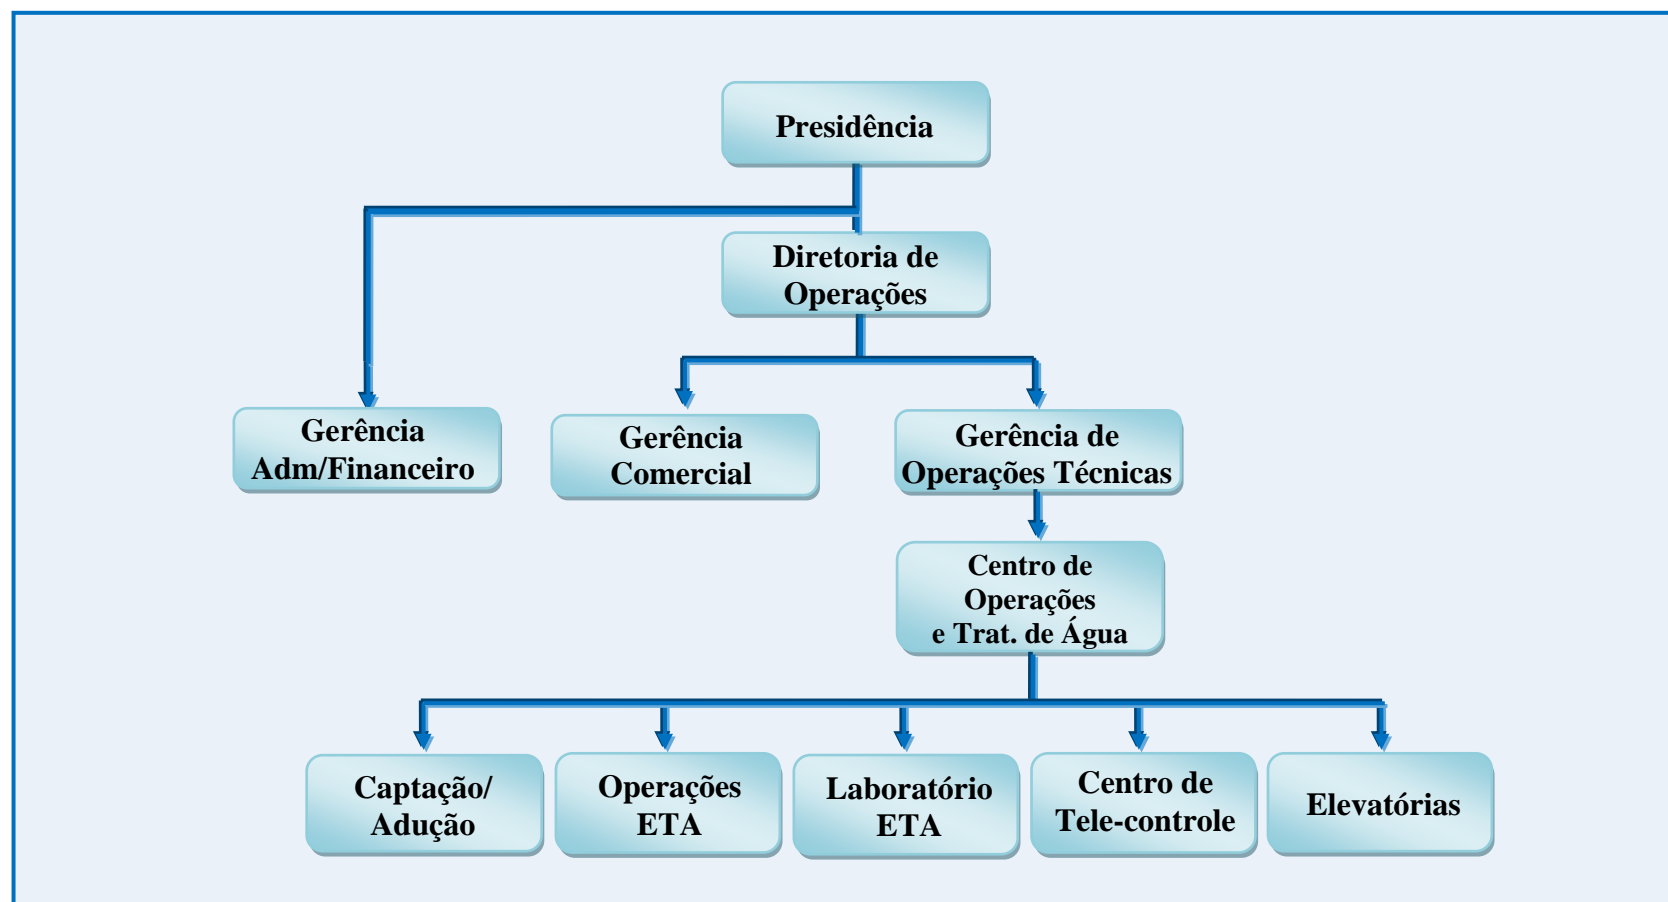 Presidência
Diretoria de
Operações
Gerência
Adm/Financeiro
Gerência
Comercial
Gerência de
Operações Técnicas
Centro de
Operações
e Trat. de Água
Captação/
Adução
Operações
ETA
Laboratório
ETA
Centro de
Tele-controle
Elevatórias